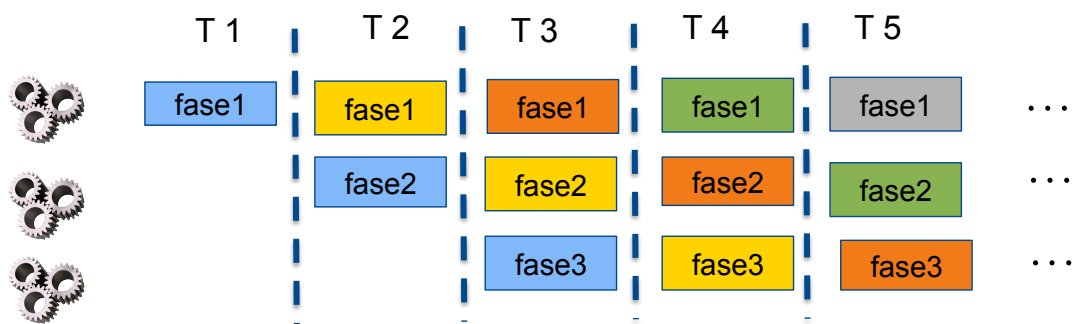 T 1 T 2 T 3 T 4 T 5
fase1 fase1 fase1 fase1 fase1 ...
fase2 fase2 fase2 fase2 ...
fase3 fase3 fase3 ...